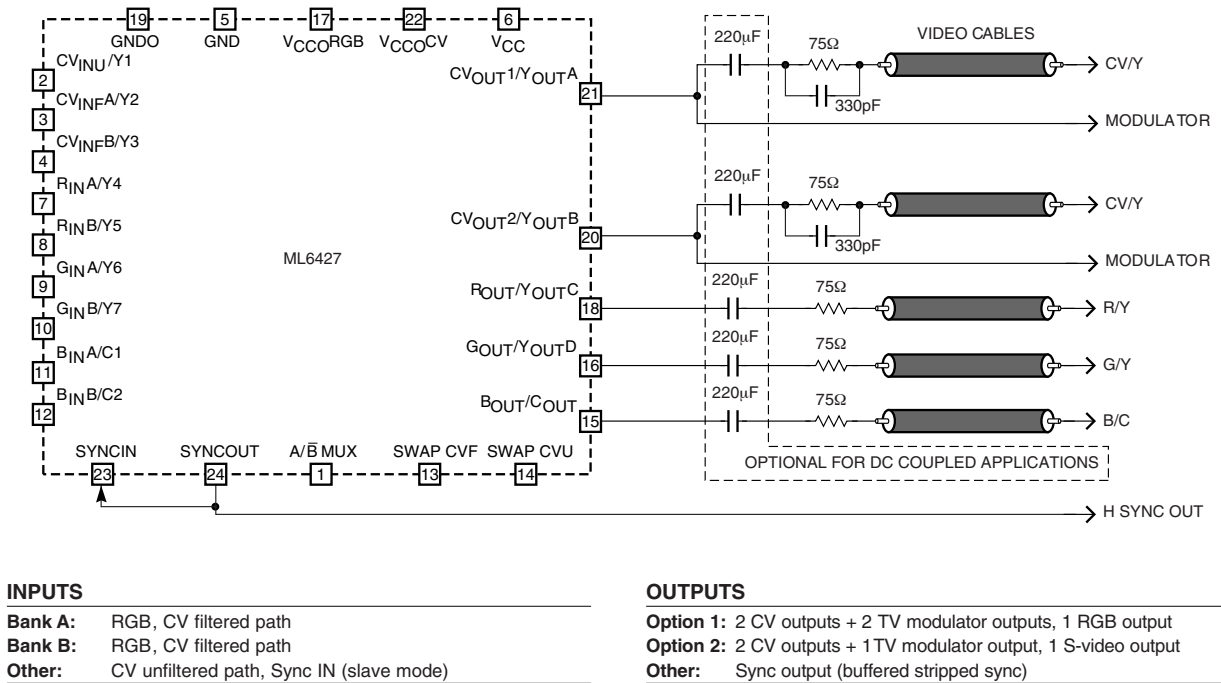 19 5 17 22 6
GNDO GND VCCORGB VCCOCV VCC
2 CVINU/Y1
3 CVINFA/Y2
4 CVINFB/Y3
7 RINA/Y4
8 RINB/Y5
9 GINA/Y6
10 GINB/Y7
11 BINA/C1
12 BINB/C2
ML6427
CVOUT1/YOUTA 21
CVOUT2/YOUTB 20
ROUT/YOUTC 18
GOUT/YOUTD 16
BOUT/COUT 15
SYNCIN SYNCOUT A/B̅ MUX SWAP CVF SWAP CVU
23 24 1 13 14
220µF 75Ω VIDEO CABLES
CV/Y
330pF
MODULATOR
220µF 75Ω
CV/Y
330pF
MODULATOR
220µF 75Ω
R/Y
220µF 75Ω
G/Y
220µF 75Ω
B/C
OPTIONAL FOR DC COUPLED APPLICATIONS
H SYNC OUT
INPUTS
Bank A: RGB, CV filtered path
Bank B: RGB, CV filtered path
Other: CV unfiltered path, Sync IN (slave mode)
OUTPUTS
Option 1: 2 CV outputs + 2 TV modulator outputs, 1 RGB output
Option 2: 2 CV outputs + 1TV modulator output, 1 S-video output
Other: Sync output (buffered stripped sync)